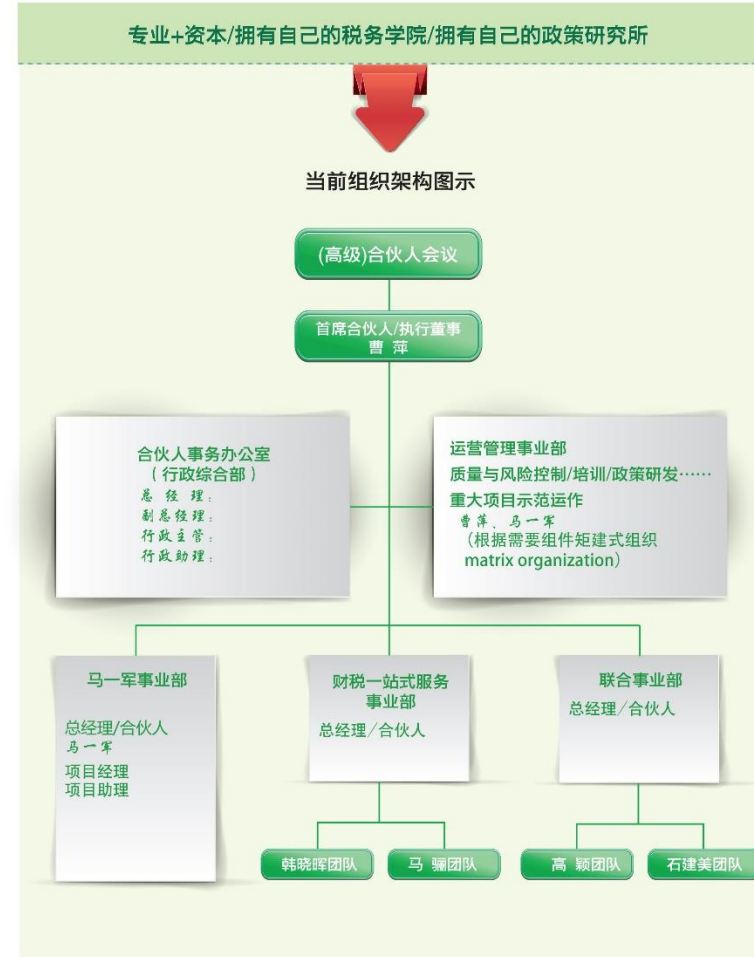 专业+资本/拥有自己的税务学院/拥有自己的政策研究所
当前组织架构图示
(高级)合伙人会议
首席合伙人/执行董事
曹 萍
合伙人事务办公室
（行政综合部）
总 经 理：
副总经理：
行政主管：
行政助理：
运营管理事业部
质量与风险控制/培训/政策研发……
重大项目示范运作
曹萍、马一军
（根据需要组件矩建式组织
matrix organization）
马一军事业部
总经理/合伙人
马一军
项目经理
项目助理
财税一站式服务
事业部
总经理/合伙人
联合事业部
总经理/合伙人
韩晓晖团队
马 骊团队
高 颖团队
石建美团队